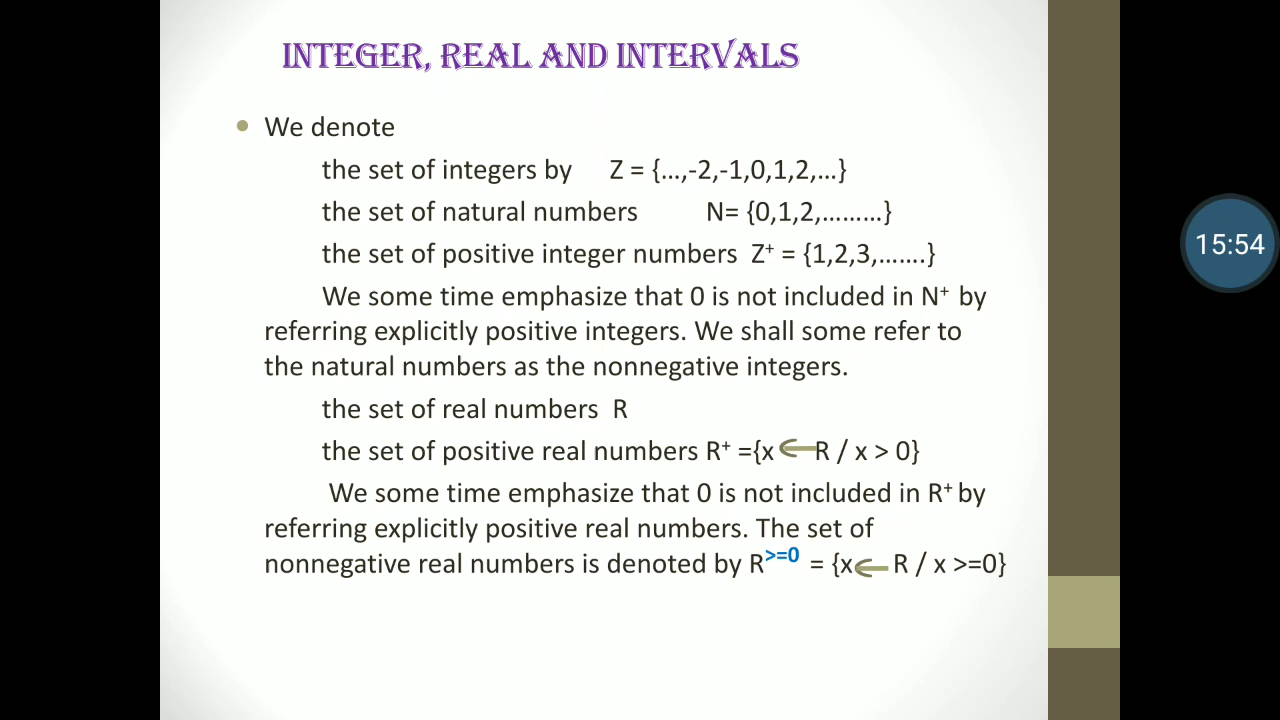 INTEGER, REAL AND INTERVALS
• We denote
the set of integers by Z = {…,-2,-1,0,1,2,…}
the set of natural numbers N= {0,1,2,………}
the set of positive integer numbers Z⁺ = {1,2,3,…….}
We some time emphasize that 0 is not included in N⁺ by
referring explicitly positive integers. We shall some refer to
the natural numbers as the nonnegative integers.
the set of real numbers R
the set of positive real numbers R⁺ ={x ∈ R / x > 0}
We some time emphasize that 0 is not included in R⁺ by
referring explicitly positive real numbers. The set of
nonnegative real numbers is denoted by R^>=0 = {x ∈ R / x >=0}
15:54